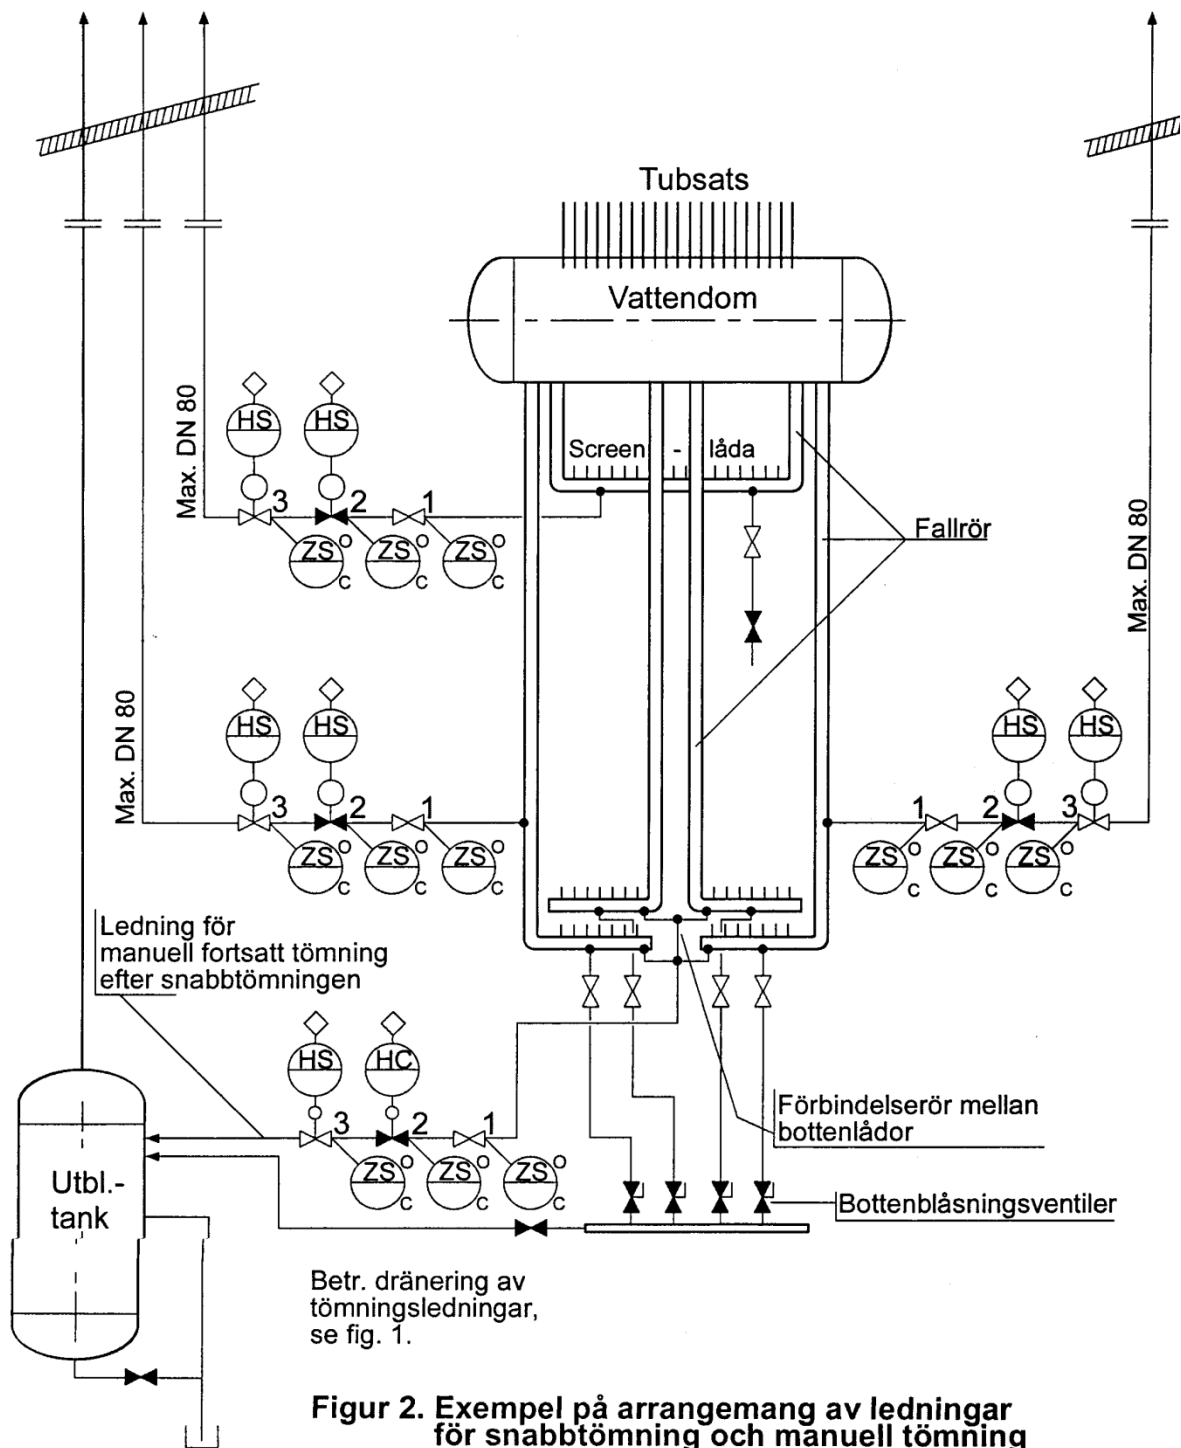 Tubsats
Vattendom
Max. DN 80
HS HS
Screen - låda
3 2 1
ZS O C ZS O C ZS O C
Fallrör
Max. DN 80
Max. DN 80
HS HS
3 2 1
ZS O C ZS O C ZS O C
HS HS
1 2 3
ZS O C ZS O C ZS O C
Ledning för
manuell fortsatt tömning
efter snabbtömningen
HS HC
3 2 1
ZS O C ZS O C ZS O C
Förbindelserör mellan
bottenlådor
Utbl.-
tank
Bottenblåsningsventiler
Betr. dränering av
tömningsledningar,
se fig. 1.
Figur 2. Exempel på arrangemang av ledningar
för snabbtömning och manuell tömning